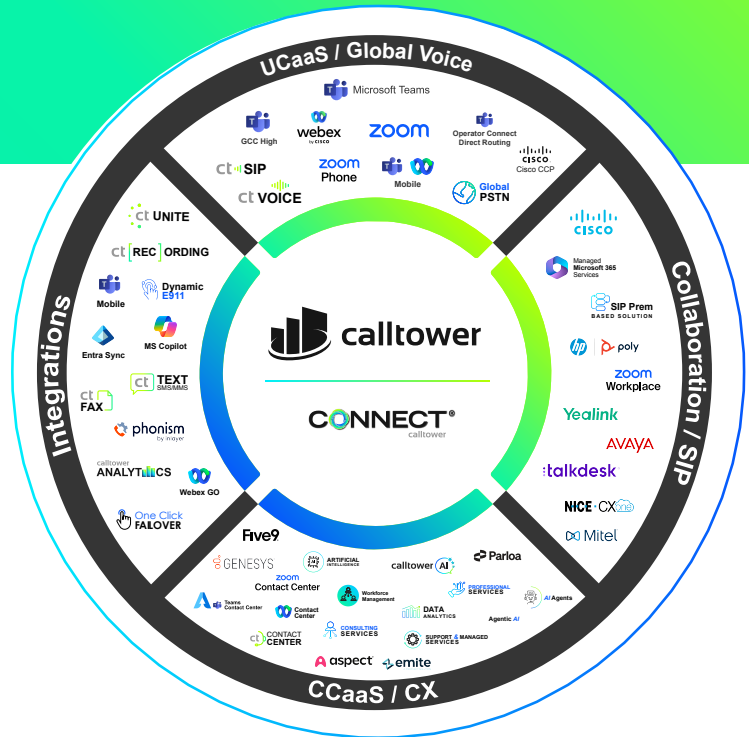 UCaaS / Global Voice
Microsoft Teams
GCC High
webex
by CISCO
zoom
Operator Connect
Direct Routing
CISCO
Cisco CCP
ct SIP
zoom
Phone
Mobile
ct VOICE
Global
PSTN
Integrations
ct UNITE
ct [REC] ORDING
Mobile
Dynamic
E911
Entra Sync
MS Copilot
ct TEXT
SMS/MMS
ct
FAX
phonism
by inlayer
calltower
ANALYTICS
Webex GO
One Click
FAILOVER
calltower
CONNECT®
calltower
Collaboration / SIP
CISCO
Managed
Microsoft 365
Services
SIP Prem
BASED SOLUTION
hp
poly
zoom
Workplace
Yealink
AVAYA
:talkdesk®
NICE · CXone
Mitel
Five9
GENESYS
ARTIFICIAL
INTELLIGENCE
calltower AI
Parloa
zoom
Contact Center
Workforce
Management
PROFESSIONAL
SERVICES
AI Agents
Teams
Contact Center
Contact
Center
DATA
ANALYTICS
Agentic AI
ct CONTACT
CENTER
CONSULTING
SERVICES
SUPPORT & MANAGED
SERVICES
aspect
emite
CCaaS / CX